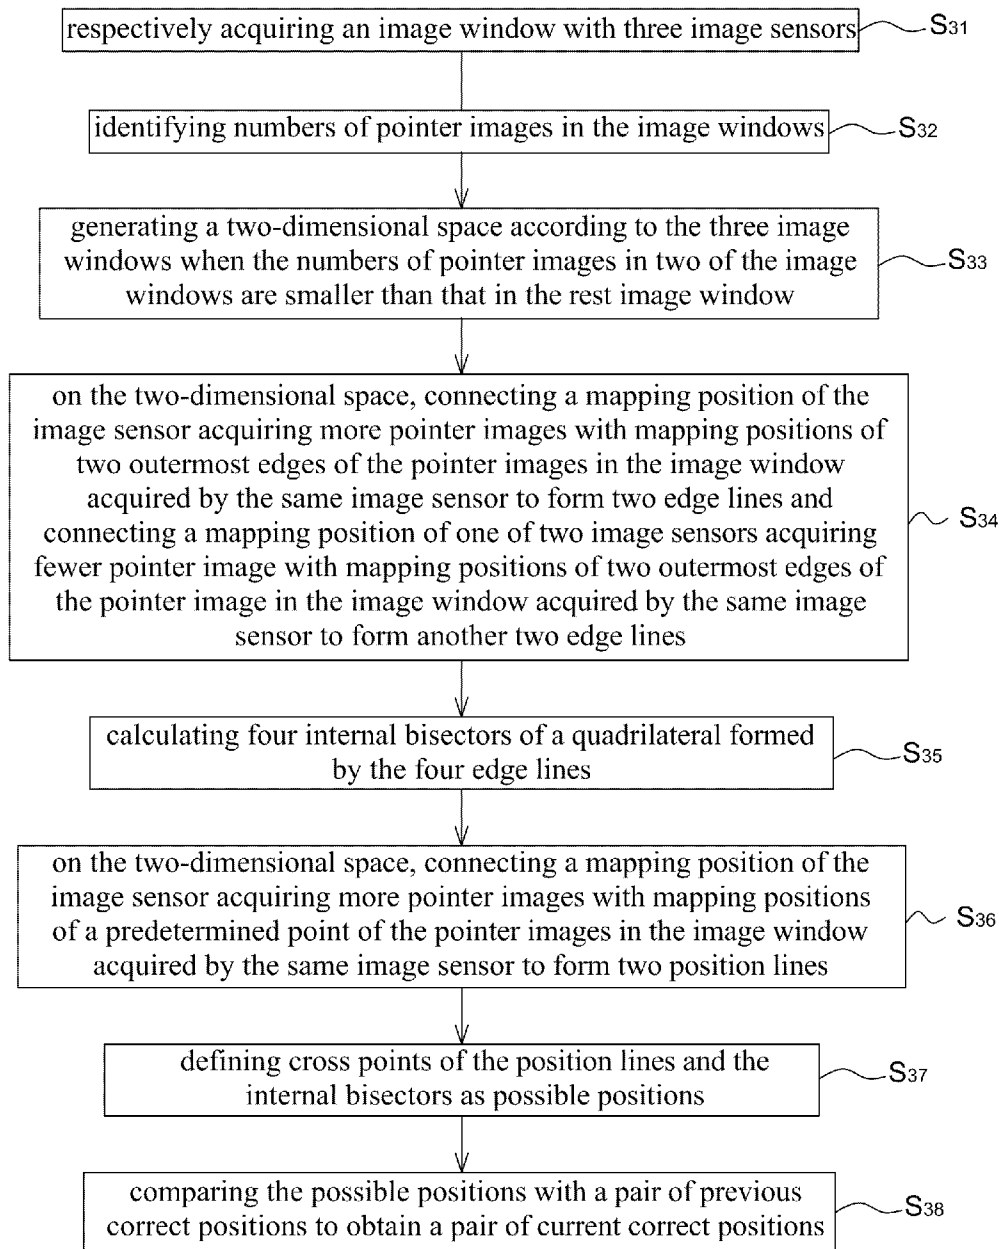 respectively acquiring an image window with three image sensors
S31
identifying numbers of pointer images in the image windows
S32
generating a two-dimensional space according to the three image
windows when the numbers of pointer images in two of the image
windows are smaller than that in the rest image window
S33
on the two-dimensional space, connecting a mapping position of the
image sensor acquiring more pointer images with mapping positions of
two outermost edges of the pointer images in the image window
acquired by the same image sensor to form two edge lines and
connecting a mapping position of one of two image sensors acquiring
fewer pointer image with mapping positions of two outermost edges of
the pointer image in the image window acquired by the same image
sensor to form another two edge lines
S34
calculating four internal bisectors of a quadrilateral formed
by the four edge lines
S35
on the two-dimensional space, connecting a mapping position of the
image sensor acquiring more pointer images with mapping positions
of a predetermined point of the pointer images in the image window
acquired by the same image sensor to form two position lines
S36
defining cross points of the position lines and the
internal bisectors as possible positions
S37
comparing the possible positions with a pair of previous
correct positions to obtain a pair of current correct positions
S38